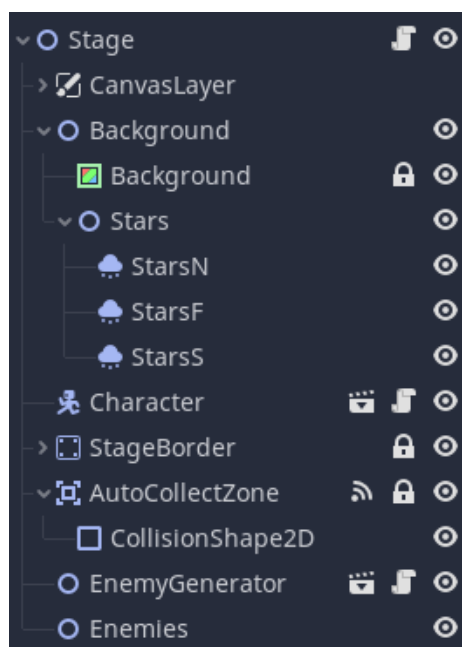 Stage
CanvasLayer
Background
Background
Stars
StarsN
StarsF
StarsS
Character
StageBorder
AutoCollectZone
CollisionShape2D
EnemyGenerator
Enemies